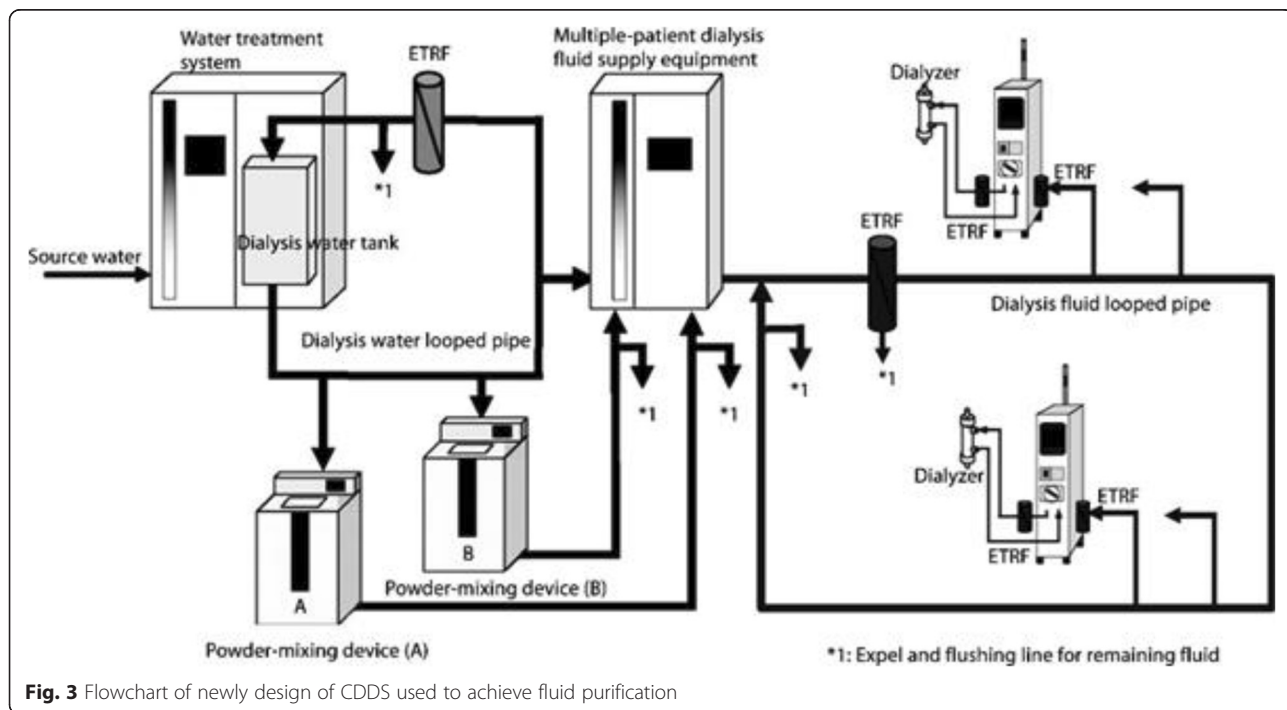 Water treatment
system
ETRF
Multiple-patient dialysis
fluid supply equipment
Dialyzer
*1
ETRF
ETRF
ETRF
Dialysis water tank
Source water
Dialysis fluid looped pipe
Dialysis water looped pipe
*1
*1
*1
*1
Dialyzer
ETRF
ETRF
B
Powder-mixing device (B)
A
Powder-mixing device (A)
*1: Expel and flushing line for remaining fluid
Fig. 3 Flowchart of newly design of CDDS used to achieve fluid purification